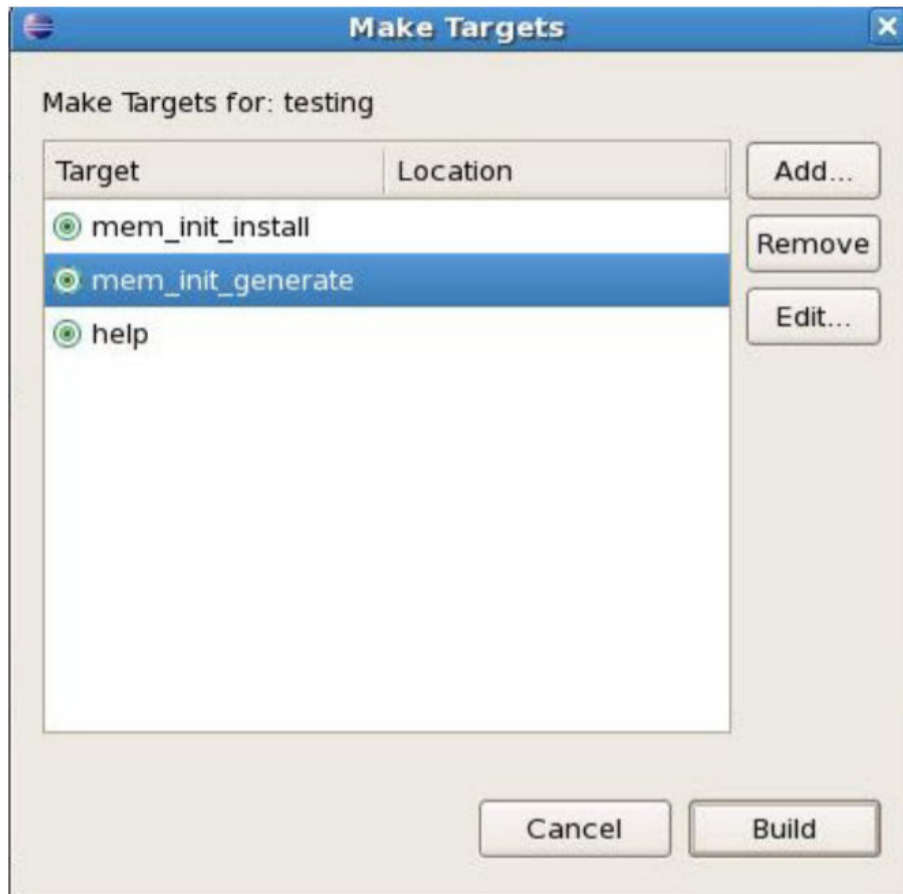 Make Targets
Make Targets for: testing
Target Location
mem_init_install
mem_init_generate
help
Add...
Remove
Edit...
Cancel Build